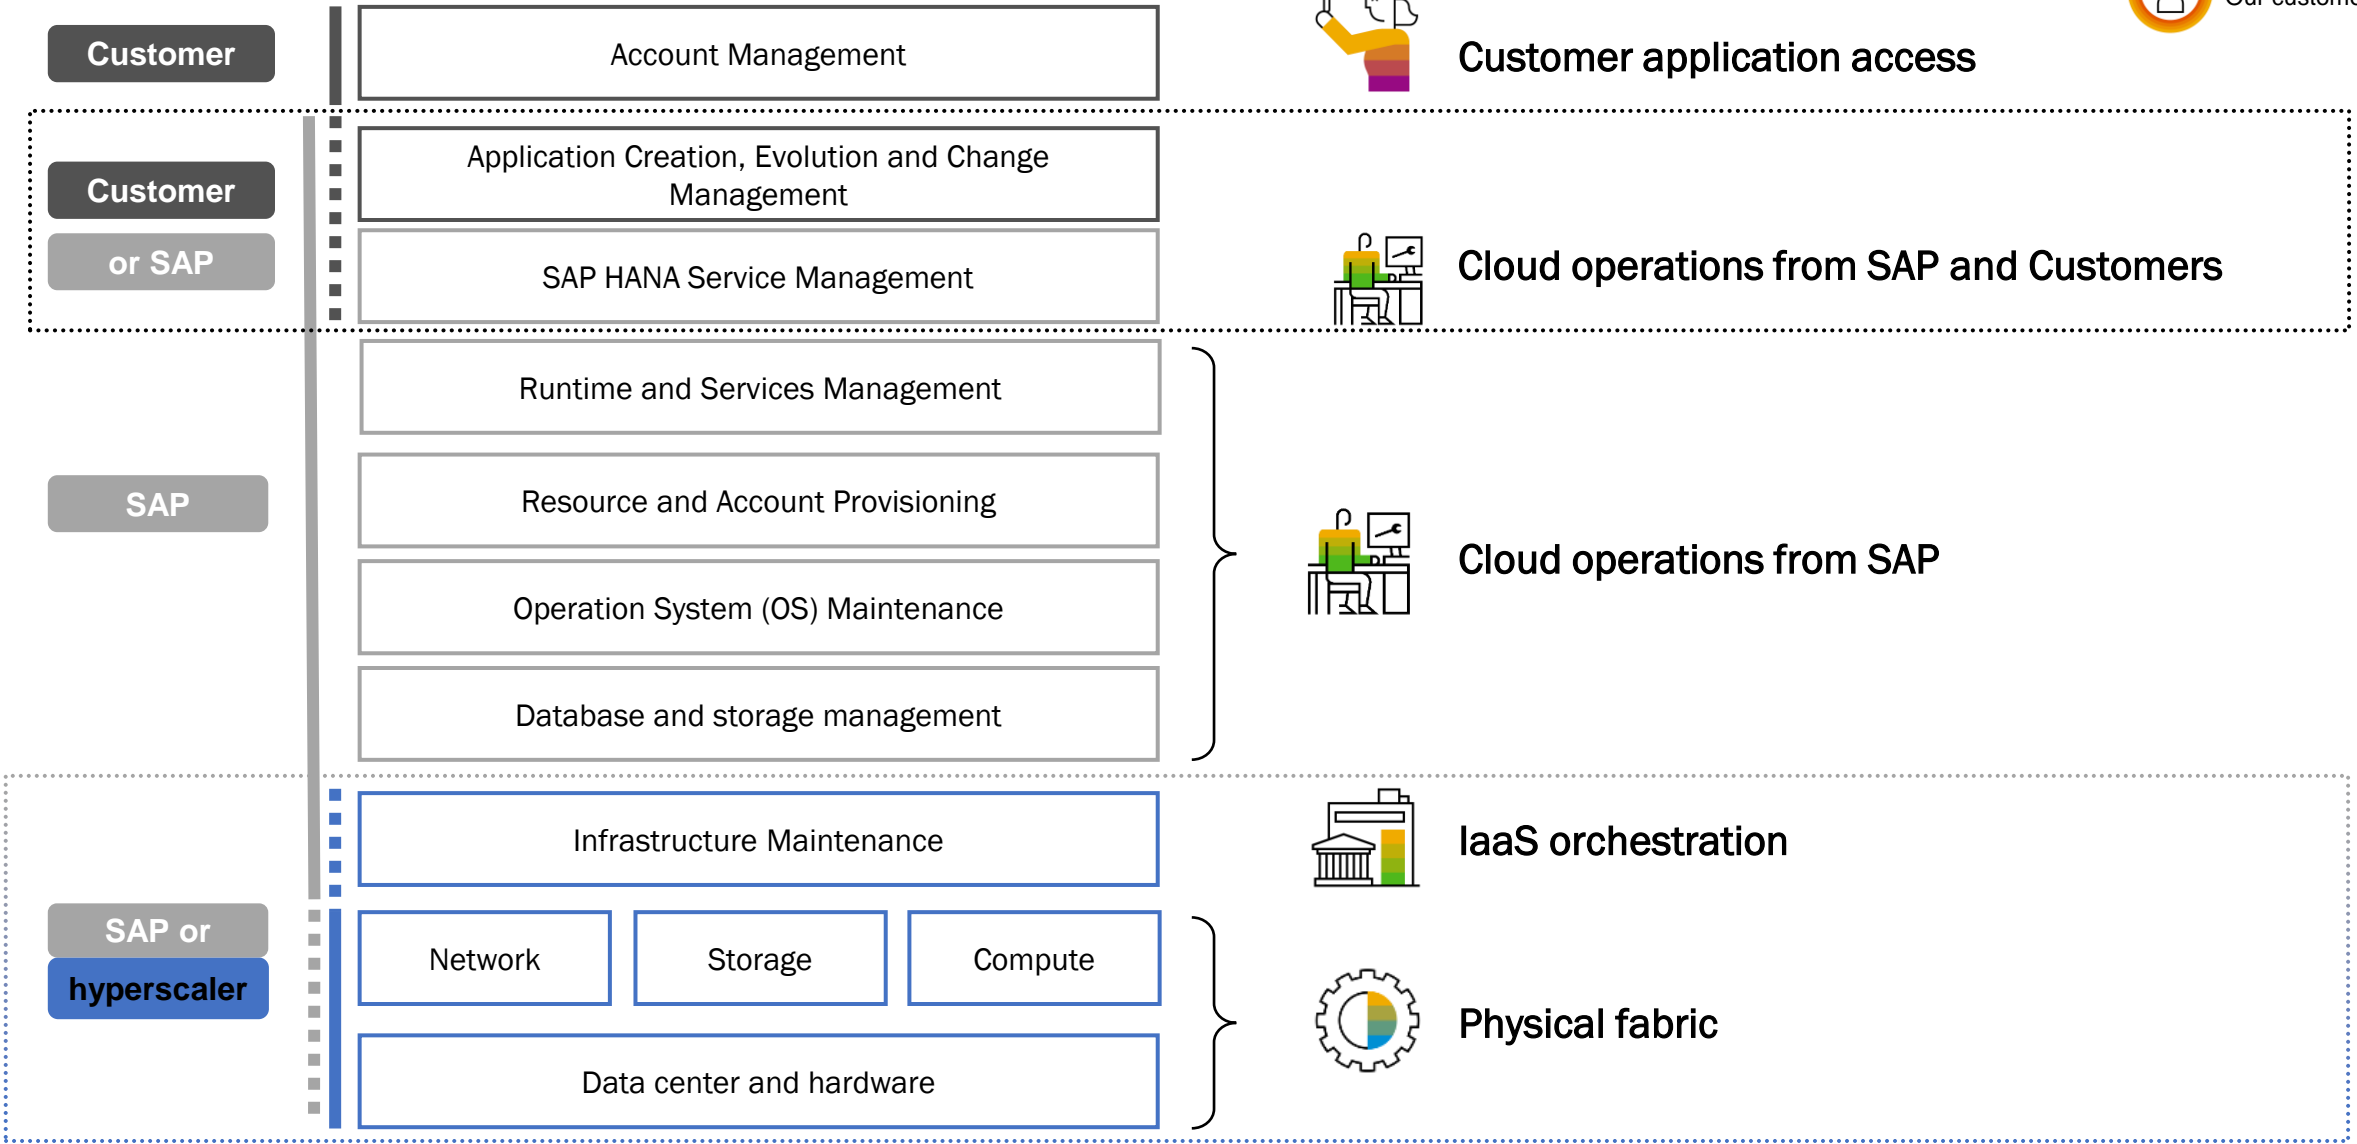 Our custome
Customer
Account Management
Customer application access
Customer
or SAP
Application Creation, Evolution and Change
Management
SAP HANA Service Management
Cloud operations from SAP and Customers
Runtime and Services Management
SAP
Resource and Account Provisioning
Operation System (OS) Maintenance
Database and storage management
Cloud operations from SAP
Infrastructure Maintenance
IaaS orchestration
SAP or
hyperscaler
Network
Storage
Compute
Data center and hardware
Physical fabric